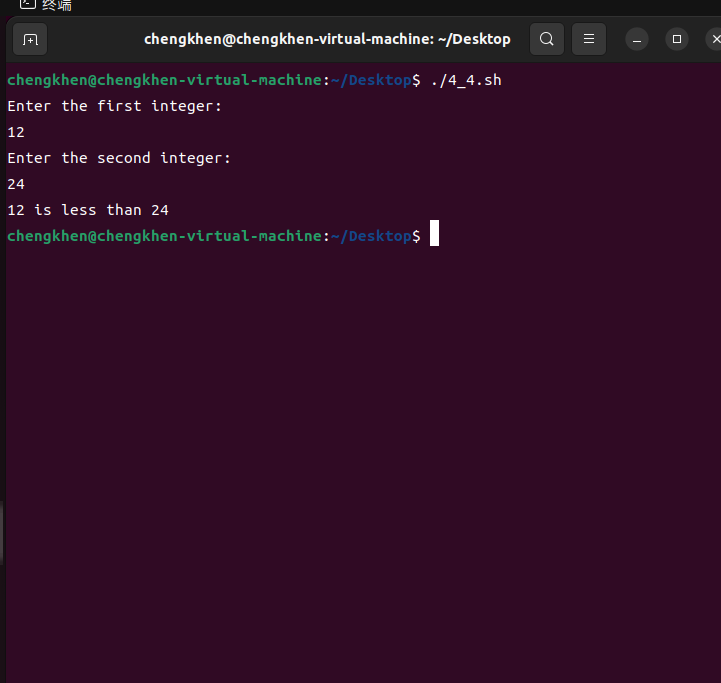 终端
chengkhen@chengkhen-virtual-machine: ~/Desktop
chengkhen@chengkhen-virtual-machine:~/Desktop$ ./4_4.sh
Enter the first integer:
12
Enter the second integer:
24
12 is less than 24
chengkhen@chengkhen-virtual-machine:~/Desktop$